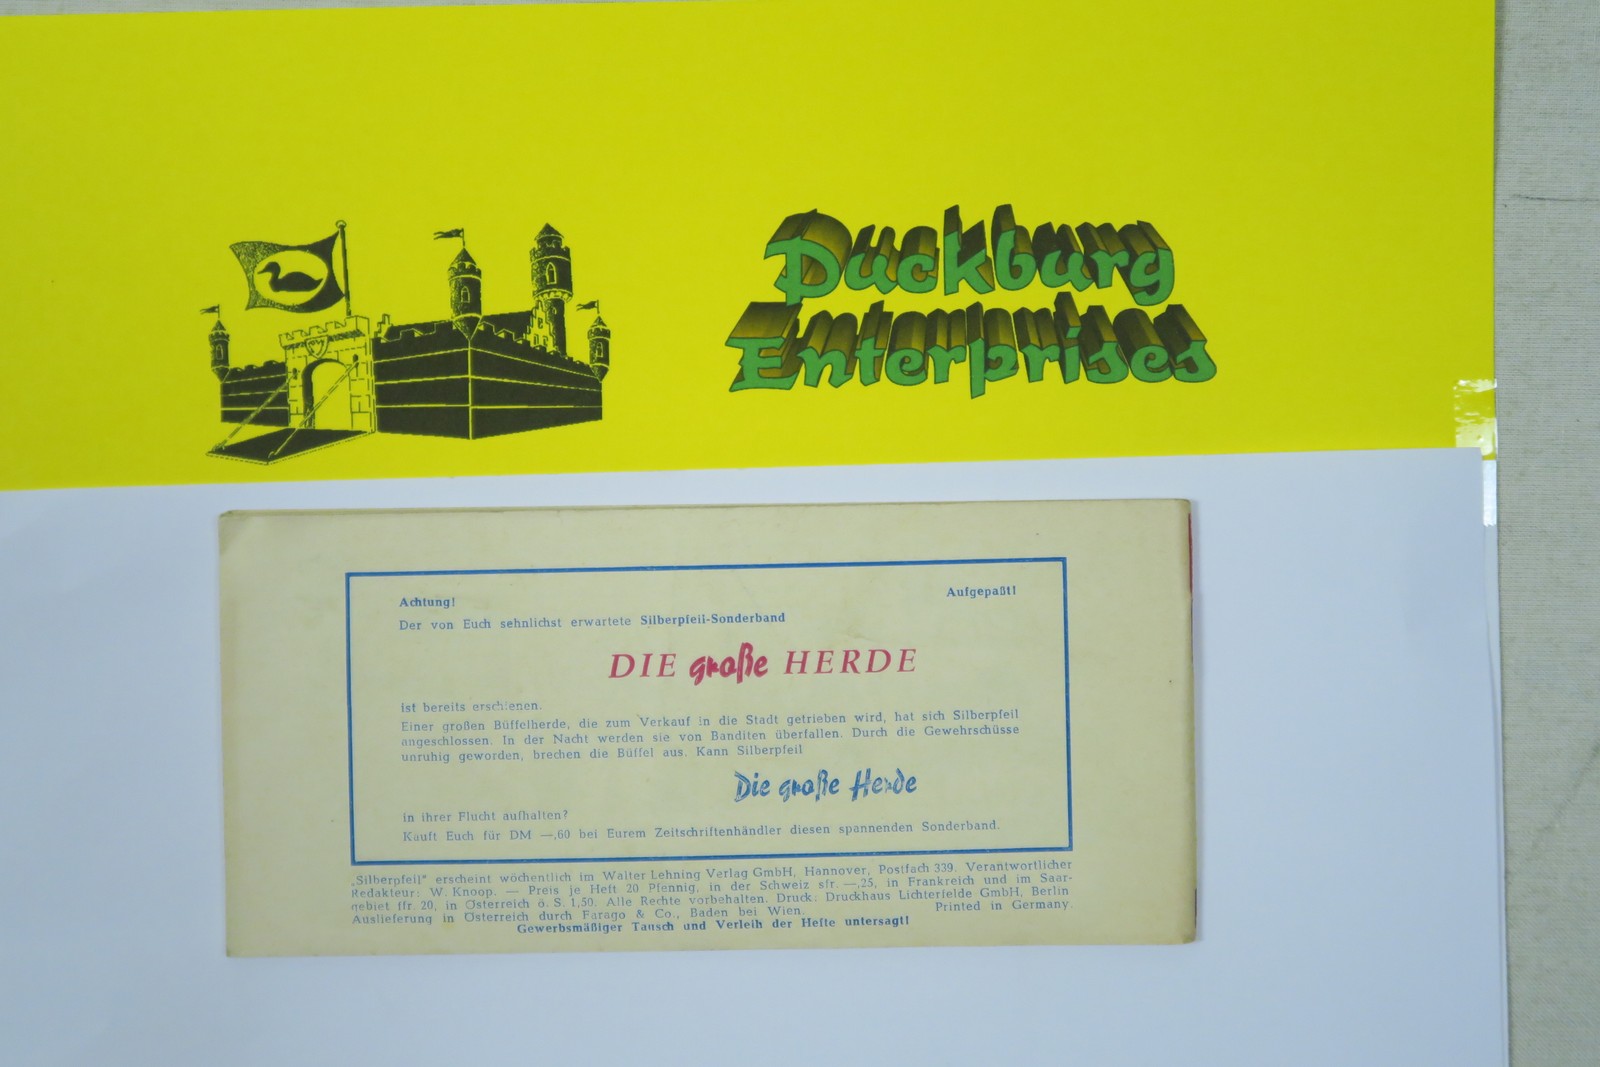 Duckburg
Enterprises
Achtung! Aufgepaßt!
Der von Euch sehnlichst erwartete Silberpfeil-Sonderband
DIE große HERDE
ist bereits erschienen.
Einer großen Büffelherde, die zum Verkauf in die Stadt getrieben wird, hat sich Silberpfeil
angeschlossen. In der Nacht werden sie von Banditen überfallen. Durch die Gewehrschüsse
unruhig geworden, brechen die Büffel aus. Kann Silberpfeil
Die große Herde
in ihrer Flucht aufhalten?
Kauft Euch für DM —,60 bei Eurem Zeitschriftenhändler diesen spannenden Sonderband.
„Silberpfeil" erscheint wöchentlich im Walter Lehning Verlag GmbH, Hannover, Postfach 339. Verantwortlicher
Redakteur: W. Knoop. — Preis je Heft 20 Pfennig, in der Schweiz sfr. —,25, in Frankreich und im Saar-
gebiet ffr. 20, in Österreich ö. S. 1,50. Alle Rechte vorbehalten. Druck: Druckhaus Lichterfelde GmbH, Berlin
Auslieferung in Österreich durch Farago & Co., Baden bei Wien. Printed in Germany.
Gewerbsmäßiger Tausch und Verleih der Hefte untersagt!